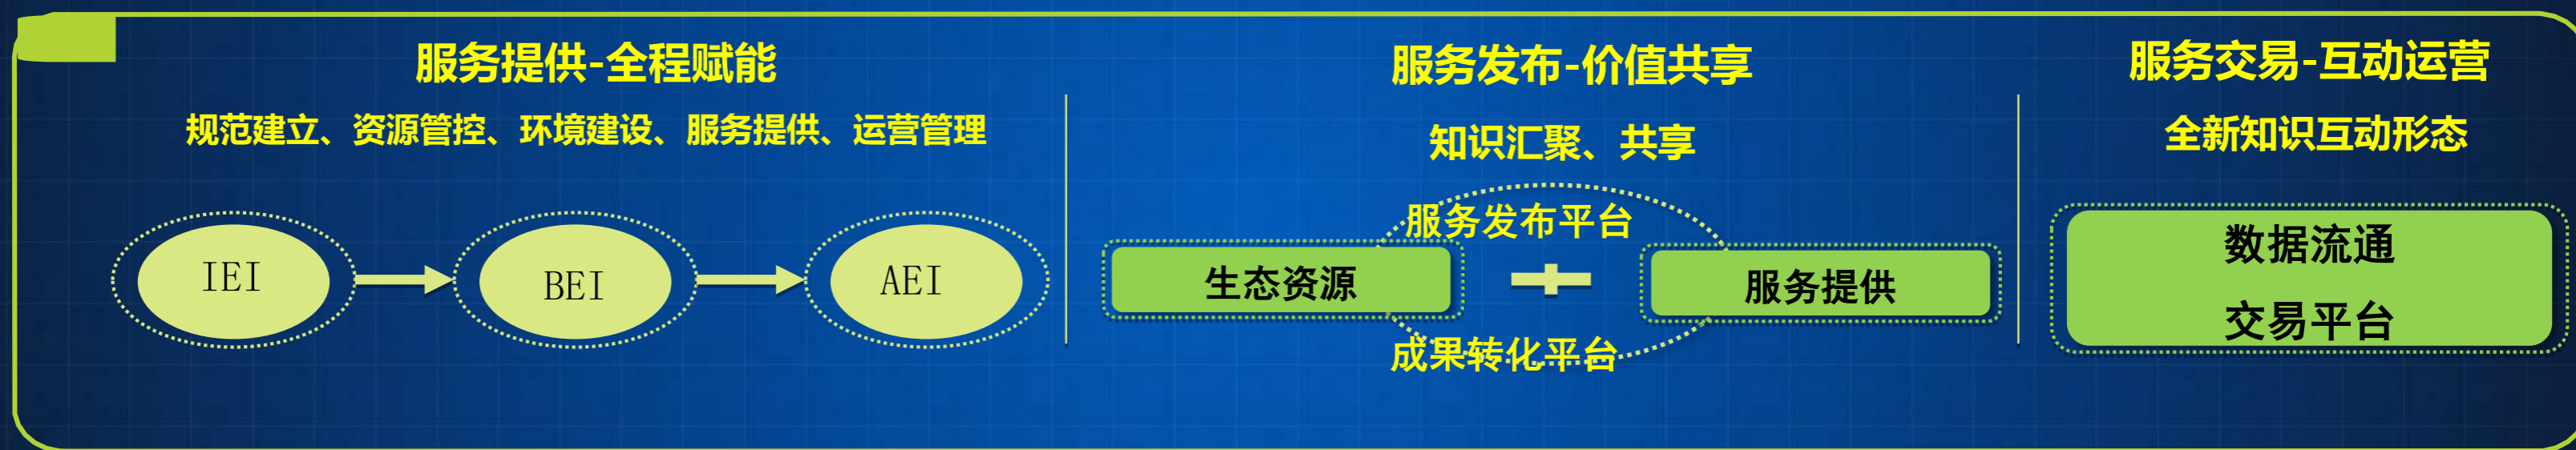 服务提供-全程赋能
规范建立、资源管控、环境建设、服务提供、运营管理
IEI
BEI
AEI
服务发布-价值共享
知识汇聚、共享
服务发布平台
生态资源
服务提供
成果转化平台
服务交易-互动运营
全新知识互动形态
数据流通
交易平台